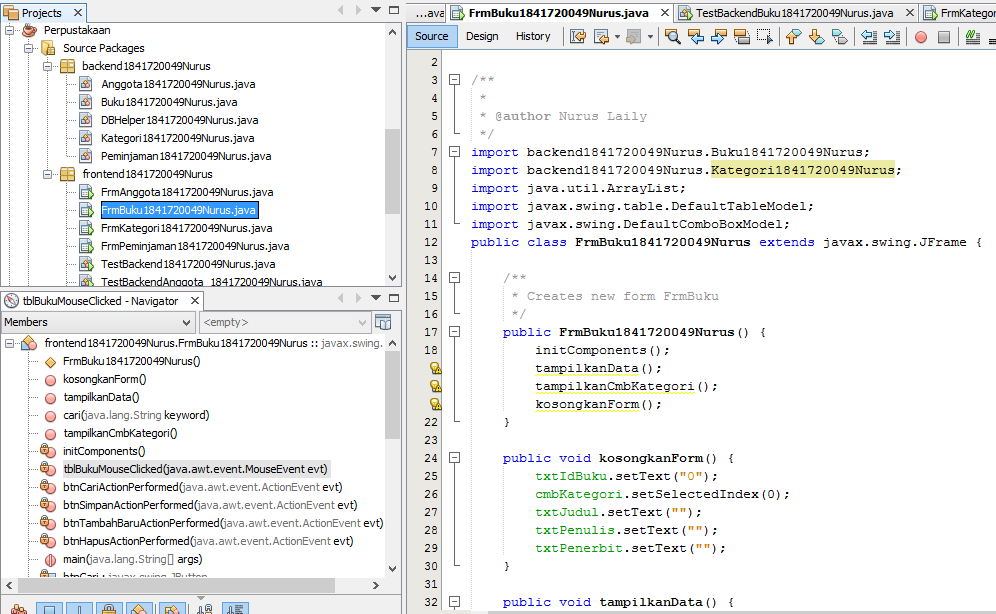 Projects
Perpustakaan
Source Packages
backend1841720049Nurus
Anggota1841720049Nurus.java
Buku1841720049Nurus.java
DBHelper1841720049Nurus.java
Kategori1841720049Nurus.java
Peminjaman1841720049Nurus.java
frontend1841720049Nurus
FrmAnggota1841720049Nurus.java
FrmBuku1841720049Nurus.java
FrmKategori1841720049Nurus.java
FrmPeminjaman1841720049Nurus.java
TestBackend1841720049Nurus.java
TestBackendAnggota_1841720049Nurus.java
tblBukuMouseClicked - Navigator
Members
<empty>
frontend1841720049Nurus.FrmBuku1841720049Nurus :: javax.swing.
FrmBuku1841720049Nurus()
kosongkanForm()
tampilkanData()
cari(java.lang.String keyword)
tampilkanCmbKategori()
initComponents()
tblBukuMouseClicked(java.awt.event.MouseEvent evt)
btnCariActionPerformed(java.awt.event.ActionEvent evt)
btnSimpanActionPerformed(java.awt.event.ActionEvent evt)
btnTambahBaruActionPerformed(java.awt.event.ActionEvent evt)
btnHapusActionPerformed(java.awt.event.ActionEvent evt)
main(java.lang.String[] args)
btnCari : javax.swing.JButton
...ava
FrmBuku1841720049Nurus.java
TestBackendBuku1841720049Nurus.java
FrmKategor
Source
Design
History
2
3 /**
4 *
5 * @author Nurus Laily
6 */
7 import backend1841720049Nurus.Buku1841720049Nurus;
8 import backend1841720049Nurus.Kategori1841720049Nurus;
9 import java.util.ArrayList;
10 import javax.swing.table.DefaultTableModel;
11 import javax.swing.DefaultComboBoxModel;
12 public class FrmBuku1841720049Nurus extends javax.swing.JFrame {
13
14 /**
15 * Creates new form FrmBuku
16 */
17 public FrmBuku1841720049Nurus() {
18 initComponents();
tampilkanData();
tampilkanCmbKategori();
kosongkanForm();
22 }
23
24 public void kosongkanForm() {
25 txtIdBuku.setText("0");
26 cmbKategori.setSelectedIndex(0);
27 txtJudul.setText("");
28 txtPenulis.setText("");
29 txtPenerbit.setText("");
30 }
31
32 public void tampilkanData() {